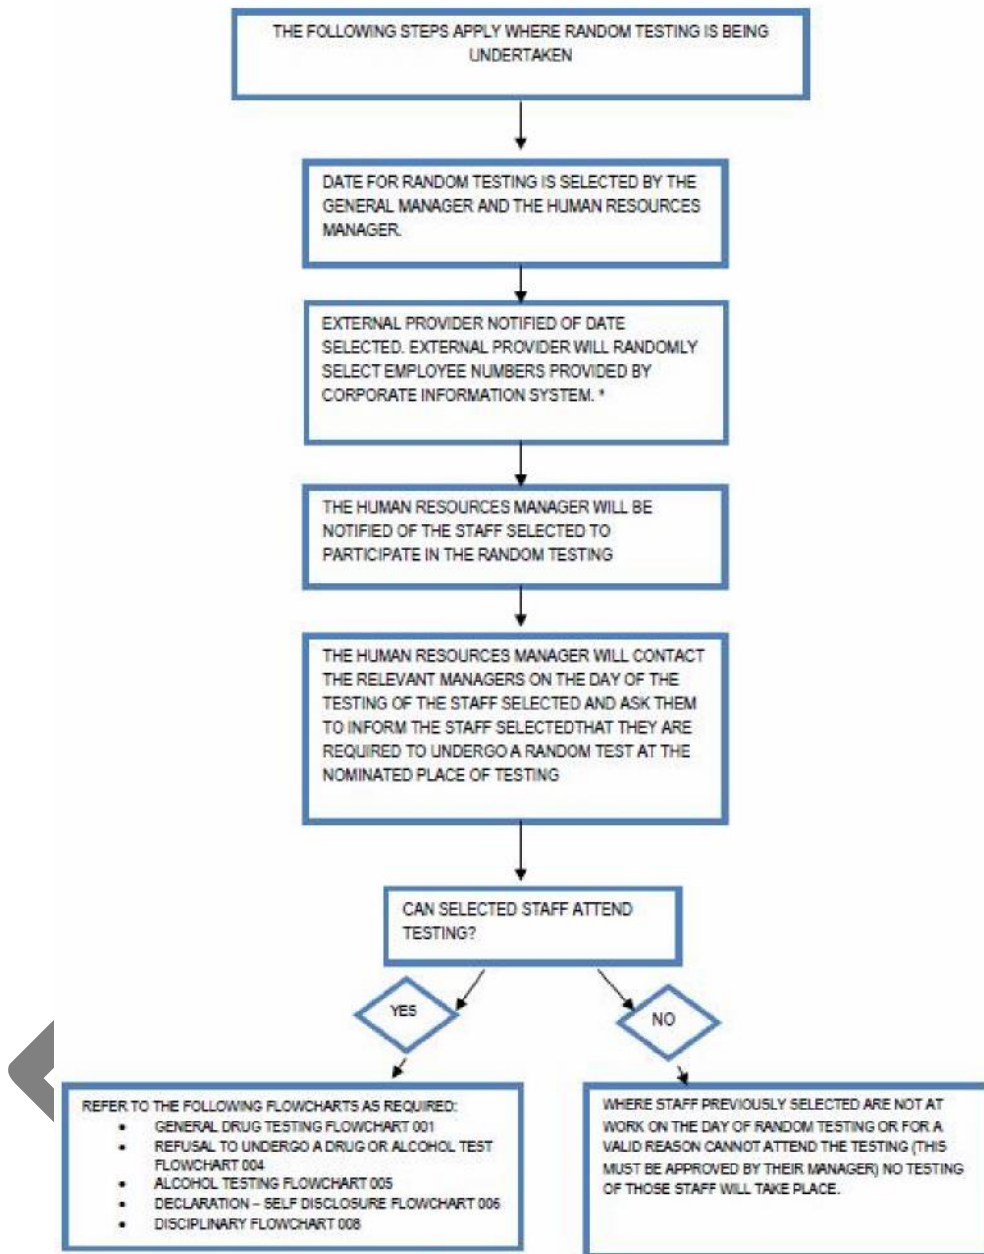 THE FOLLOWING STEPS APPLY WHERE RANDOM TESTING IS BEING
UNDERTAKEN
DATE FOR RANDOM TESTING IS SELECTED BY THE
GENERAL MANAGER AND THE HUMAN RESOURCES
MANAGER.
EXTERNAL PROVIDER NOTIFIED OF DATE
SELECTED. EXTERNAL PROVIDER WILL RANDOMLY
SELECT EMPLOYEE NUMBERS PROVIDED BY
CORPORATE INFORMATION SYSTEM. *
THE HUMAN RESOURCES MANAGER WILL BE
NOTIFIED OF THE STAFF SELECTED TO
PARTICIPATE IN THE RANDOM TESTING
THE HUMAN RESOURCES MANAGER WILL CONTACT
THE RELEVANT MANAGERS ON THE DAY OF THE
TESTING OF THE STAFF SELECTED AND ASK THEM
TO INFORM THE STAFF SELECTEDTHAT THEY ARE
REQUIRED TO UNDERGO A RANDOM TEST AT THE
NOMINATED PLACE OF TESTING
CAN SELECTED STAFF ATTEND
TESTING?
YES
NO
REFER TO THE FOLLOWING FLOWCHARTS AS REQUIRED:
• GENERAL DRUG TESTING FLOWCHART 001
• REFUSAL TO UNDERGO A DRUG OR ALCOHOL TEST
FLOWCHART 004
• ALCOHOL TESTING FLOWCHART 005
• DECLARATION – SELF DISCLOSURE FLOWCHART 006
• DISCIPLINARY FLOWCHART 008
WHERE STAFF PREVIOUSLY SELECTED ARE NOT AT
WORK ON THE DAY OF RANDOM TESTING OR FOR A
VALID REASON CANNOT ATTEND THE TESTING (THIS
MUST BE APPROVED BY THEIR MANAGER) NO TESTING
OF THOSE STAFF WILL TAKE PLACE.